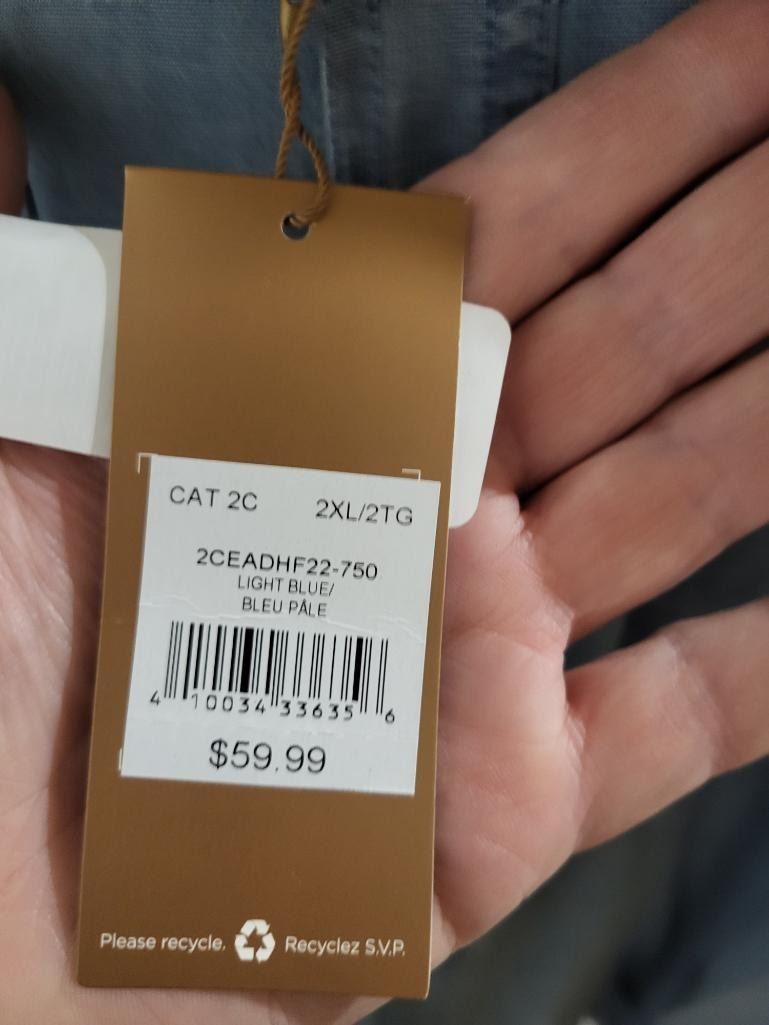 CAT 2C 2XL/2TG
2CEADHF22-750
LIGHT BLUE/
BLEU PÂLE
4 10034 33635 6
$59.99
Please recycle. Recyclez S.V.P.